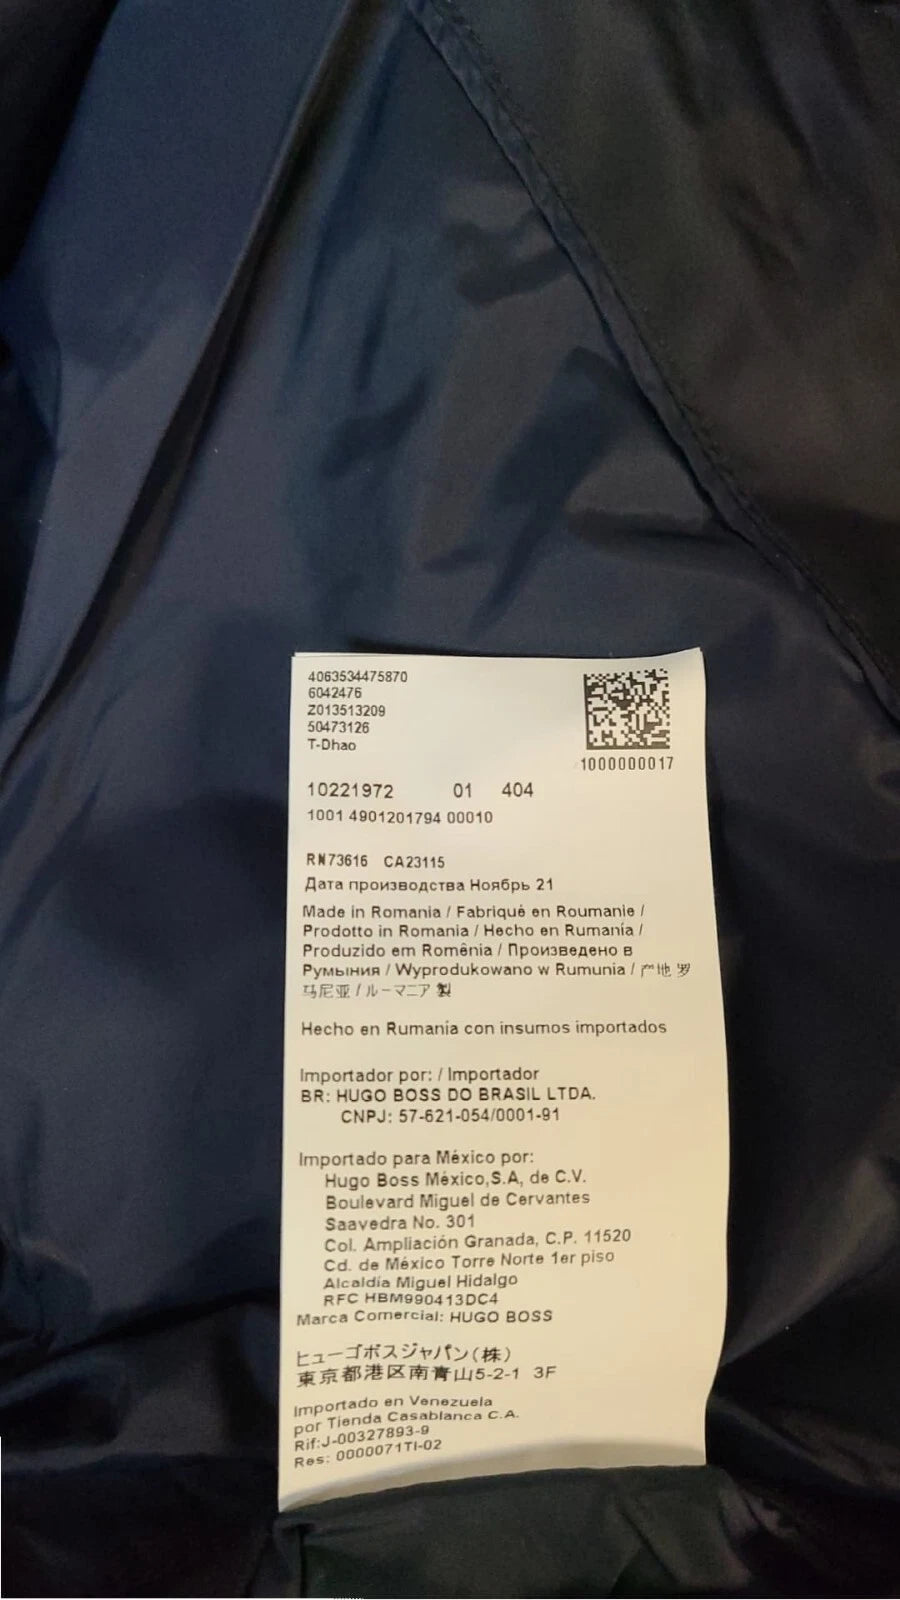 4063534475870
6042476
Z013513209
50473126
T-Dhao
1000000017
10221972 01 404
1001 4901201794 00010
RN73616 CA23115
Дата производства Ноябрь 21
Made in Romania / Fabriqué en Roumanie /
Prodotto in Romania / Hecho en Rumanía /
Produzido em Romênia / Произведено в
Румыния / Wyprodukowano w Rumunia / 产地 罗
马尼亚 / ルーマニア 製
Hecho en Rumanía con insumos importados
Importador por: / Importador
BR: HUGO BOSS DO BRASIL LTDA.
CNPJ: 57-621-054/0001-91
Importado para México por:
Hugo Boss México,S.A, de C.V.
Boulevard Miguel de Cervantes
Saavedra No. 301
Col. Ampliación Granada, C.P. 11520
Cd. de México Torre Norte 1er piso
Alcaldía Miguel Hidalgo
RFC HBM990413DC4
Marca Comercial: HUGO BOSS
ヒューゴボスジャパン(株)
東京都港区南青山5-2-1 3F
Importado en Venezuela
por Tienda Casablanca C.A.
Rif:J-00327893-9
Res: 0000071TI-02